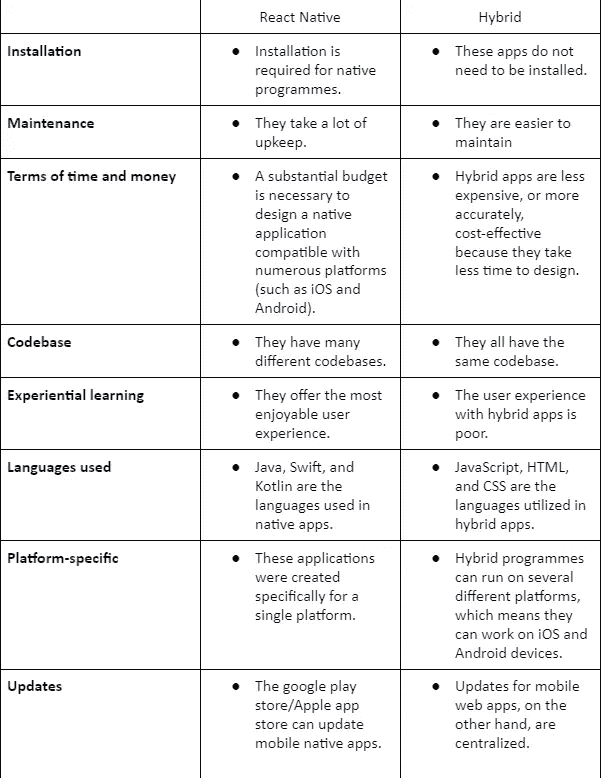 React Native Hybrid
Installation
● Installation is
required for native
programmes.
● These apps do not
need to be installed.
Maintenance
● They take a lot of
upkeep.
● They are easier to
maintain
Terms of time and money
● A substantial budget
is necessary to
design a native
application
compatible with
numerous platforms
(such as iOS and
Android).
● Hybrid apps are less
expensive, or more
accurately,
cost-effective
because they take
less time to design.
Codebase
● They have many
different codebases.
● They all have the
same codebase.
Experiential learning
● They offer the most
enjoyable user
experience.
● The user experience
with hybrid apps is
poor.
Languages used
● Java, Swift, and
Kotlin are the
languages used in
native apps.
● JavaScript, HTML,
and CSS are the
languages utilized in
hybrid apps.
Platform-specific
● These applications
were created
specifically for a
single platform.
● Hybrid programmes
can run on several
different platforms,
which means they
can work on iOS and
Android devices.
Updates
● The google play
store/Apple app
store can update
mobile native apps.
● Updates for mobile
web apps, on the
other hand, are
centralized.